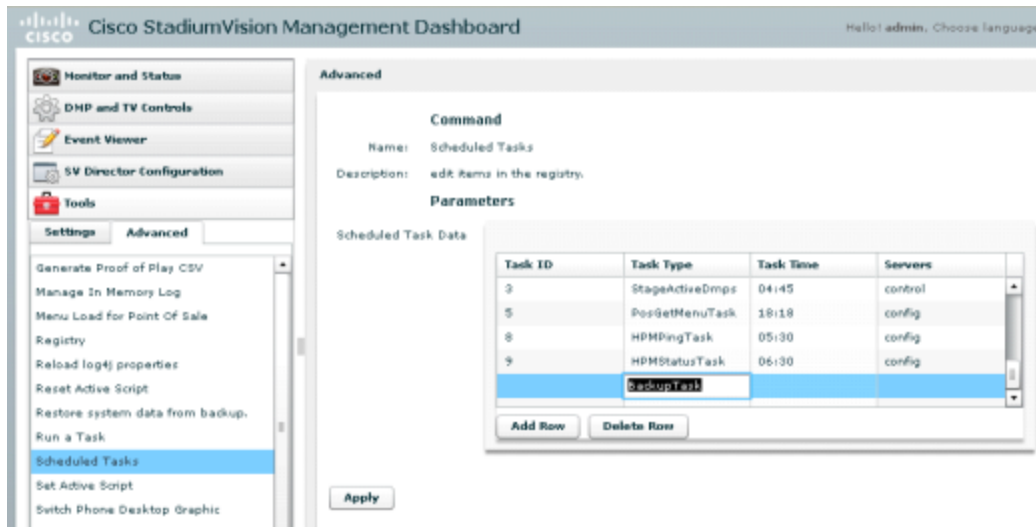 CISCO
Cisco StadiumVision Management Dashboard
Hello! admin. Choose language
Monitor and Status
DMP and TV Controls
Event Viewer
SV Director Configuration
Tools
Settings
Advanced
Generate Proof of Play CSV
Manage In Memory Log
Menu Load for Point Of Sale
Registry
Reload log4j properties
Reset Active Script
Restore system data from backup.
Run a Task
Scheduled Tasks
Set Active Script
Switch Phone Desktop Graphic
Advanced
Command
Name: Scheduled Tasks
Description: edit items in the registry.
Parameters
Scheduled Task Data
Task ID Task Type Task Time Servers
3 StageActiveDmps 04:45 control
5 PosGetMenuTask 18:18 config
8 HPMPingTask 05:30 config
9 HPMStatusTask 06:30 config
BackupTask
Add Row Delete Row
Apply